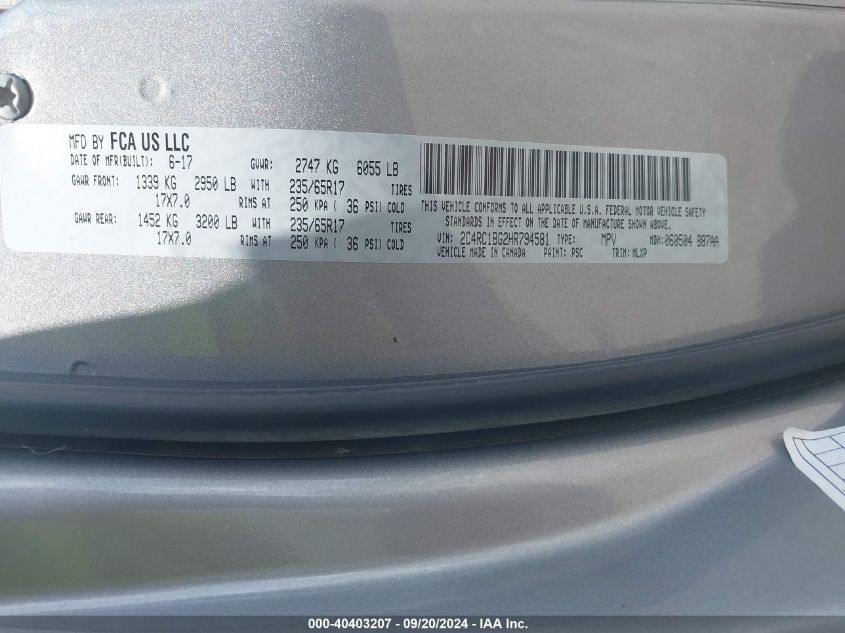 MFD BY FCA US LLC
DATE OF MFR(BUILT): 6-17 GVWR: 2747 KG 6055 LB
GAWR FRONT: 1339 KG 2950 LB WITH 235/65R17 TIRES
17X7.0 RIMS AT 250 KPA ( 36 PSI) COLD
GAWR REAR: 1452 KG 3200 LB WITH 235/65R17 TIRES
17X7.0 RIMS AT 250 KPA ( 36 PSI) COLD
THIS VEHICLE CONFORMS TO ALL APPLICABLE U.S.A. FEDERAL MOTOR VEHICLE SAFETY
STANDARDS IN EFFECT ON THE DATE OF MANUFACTURE SHOWN ABOVE.
VIN: 2C4RC1BG2HR794581 TYPE: MPV MDH:060504 887AA
VEHICLE MADE IN CANADA PAINT: PSC TRIM: MLXP
000-40403207 - 09/20/2024 - IAA Inc.